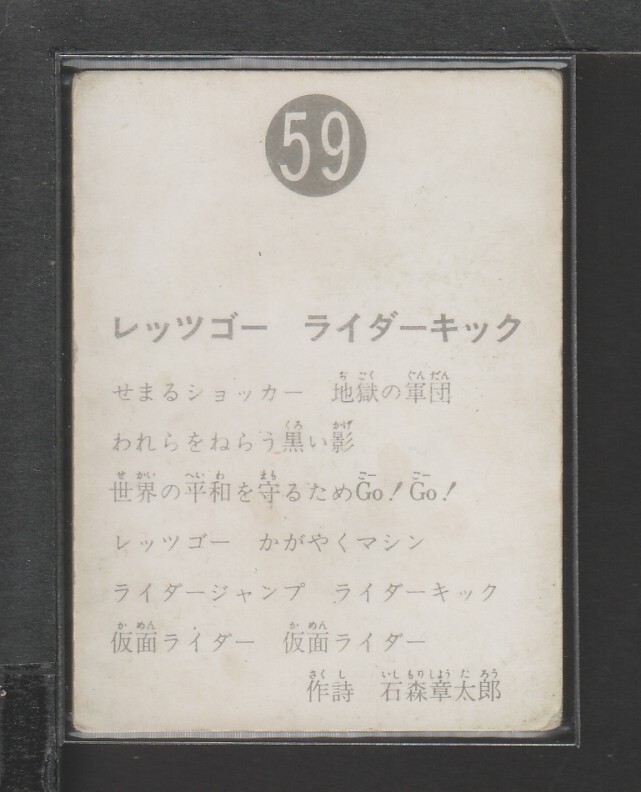 59
レッツゴー　ライダーキック
せまるショッカー　地獄の軍団
われらをねらう黒い影
世界の平和を守るためGo!Go!
レッツゴー　かがやくマシン
ライダージャンプ　ライダーキック
仮面ライダー　仮面ライダー
作詩　石森章太郎